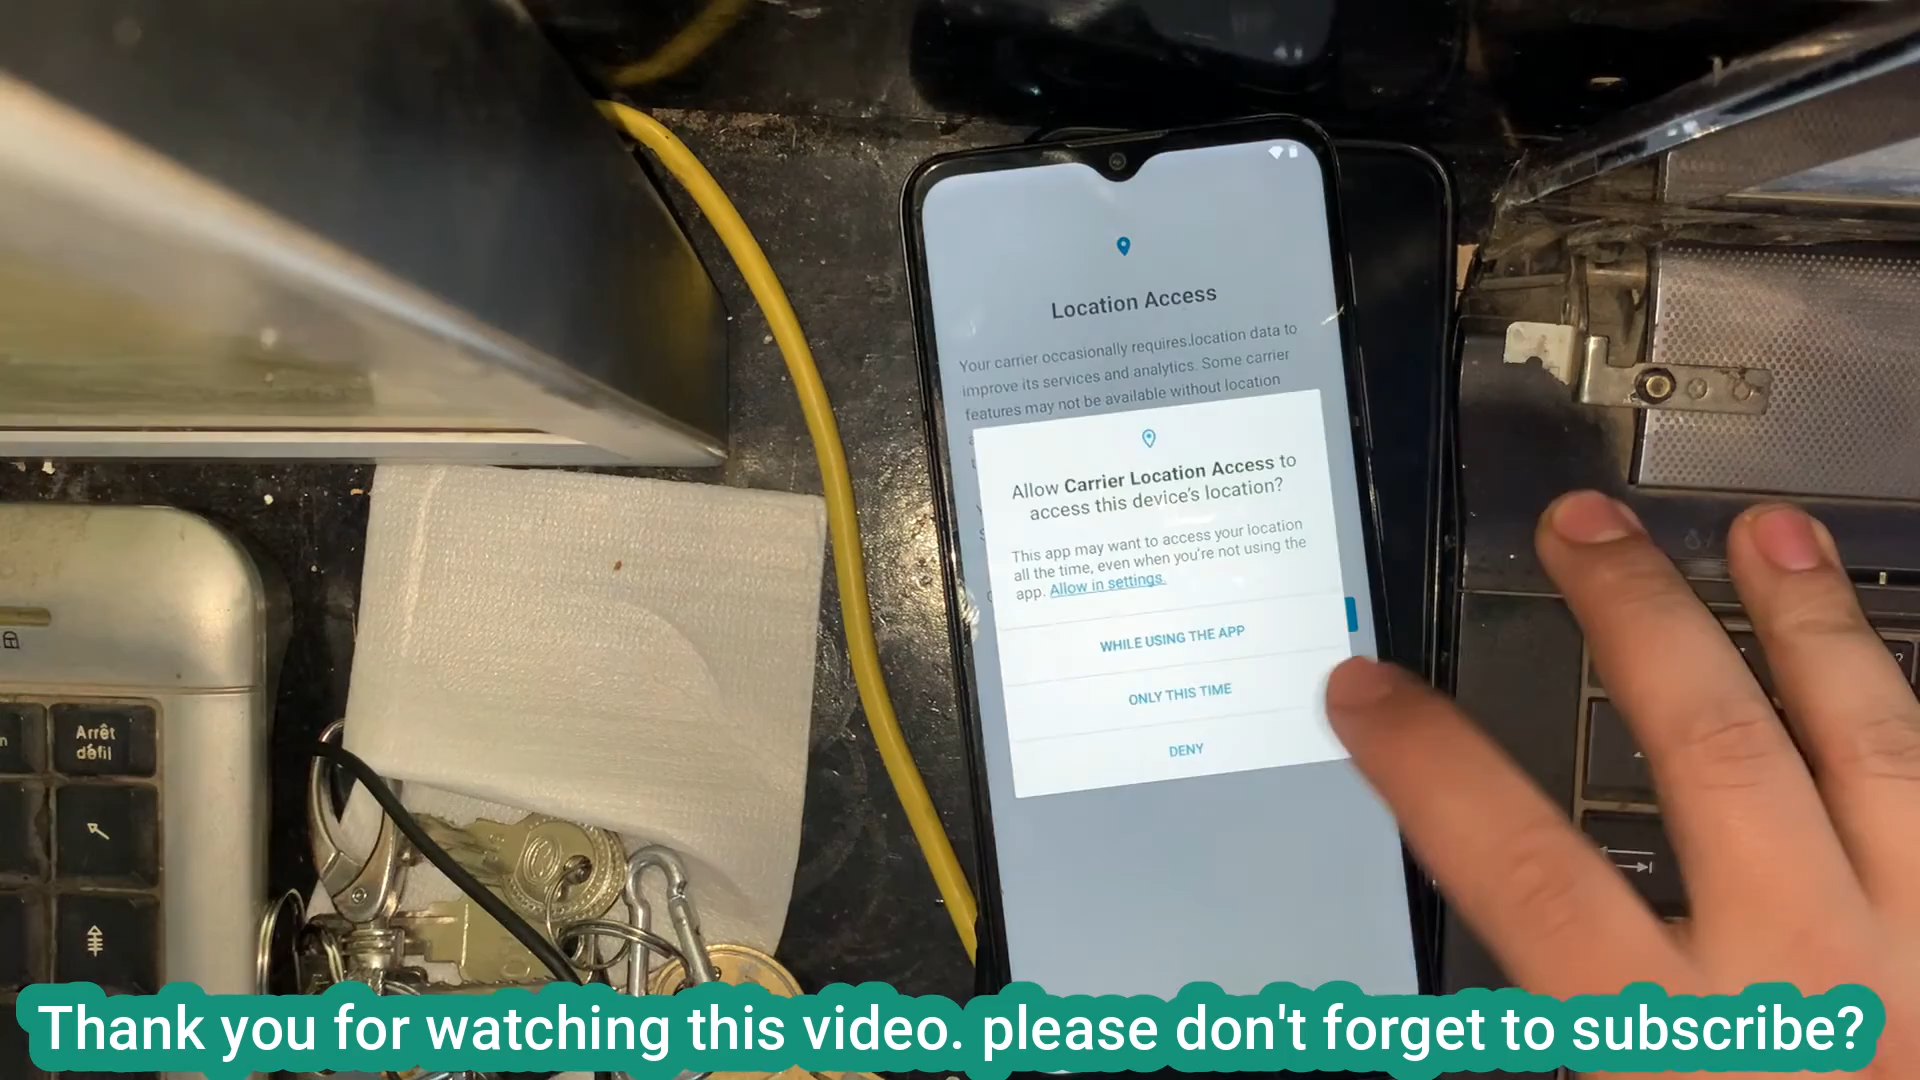 Location Access
Your carrier occasionally requires location data to
improve its services and analytics. Some carrier
features may not be available without location
Allow Carrier Location Access to
access this device's location?
This app may want to access your location
all the time, even when you're not using the
app. Allow in settings.
WHILE USING THE APP
ONLY THIS TIME
DENY
Arrêt
défil
Thank you for watching this video. please don't forget to subscribe?